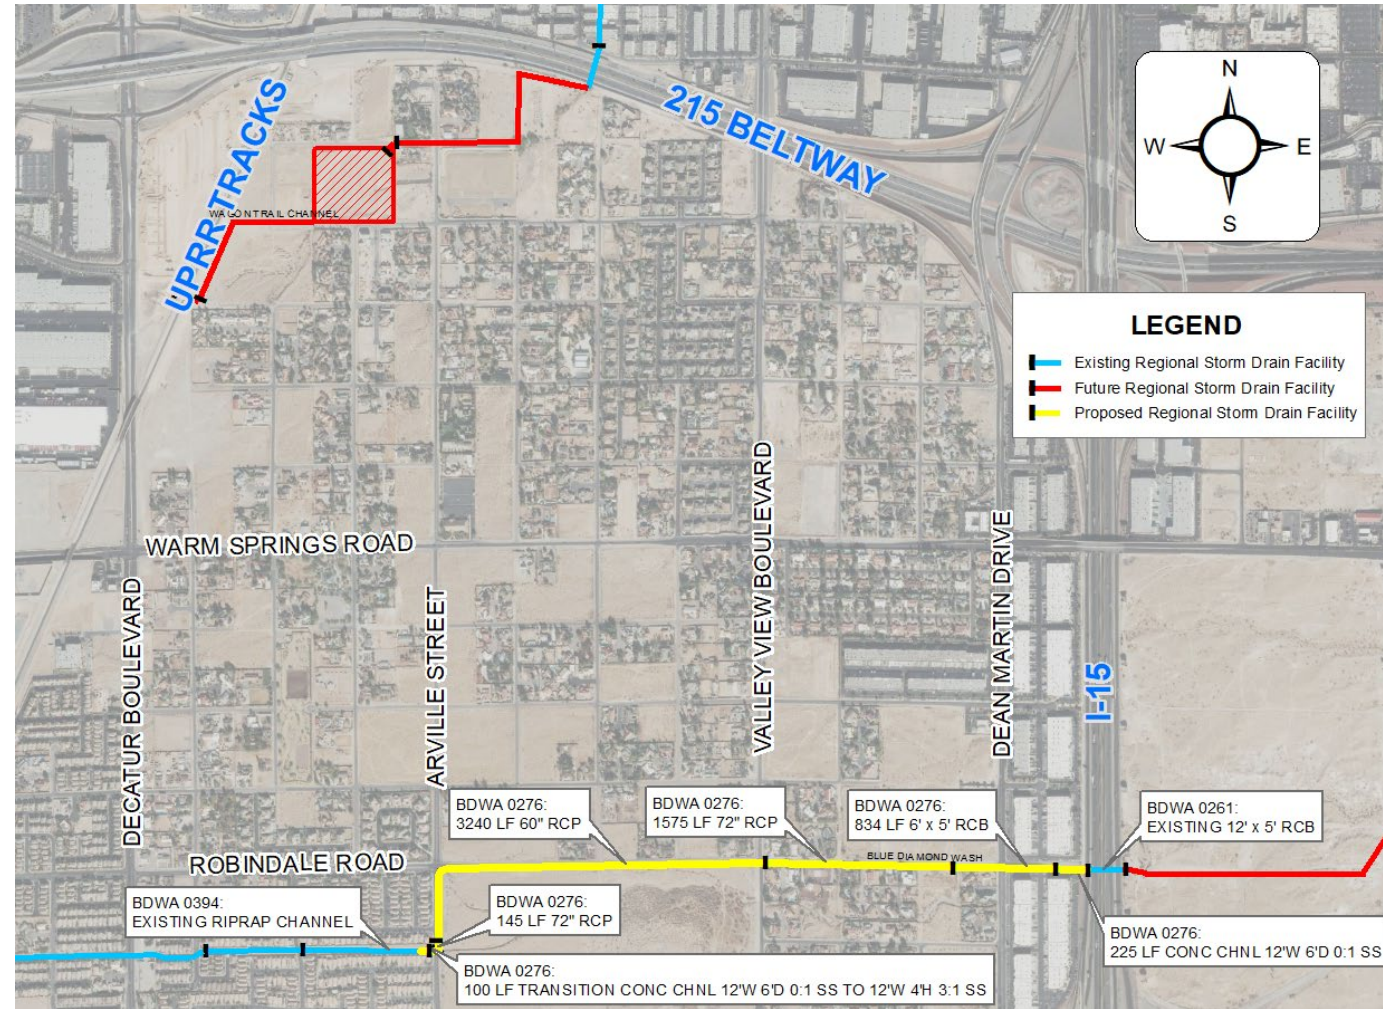 UPRR TRACKS
215 BELTWAY
N
W
E
S
WAGON TRAIL CHANNEL
LEGEND
Existing Regional Storm Drain Facility
Future Regional Storm Drain Facility
Proposed Regional Storm Drain Facility
WARM SPRINGS ROAD
DECATUR BOULEVARD
ARVILLE STREET
VALLEY VIEW BOULEVARD
DEAN MARTIN DRIVE
I-15
BDWA 0276:
3240 LF 60" RCP
BDWA 0276:
1575 LF 72" RCP
BDWA 0276:
834 LF 6' x 5' RCB
BDWA 0261:
EXISTING 12' x 5' RCB
ROBINDALE ROAD
BLUE DIAMOND WASH
BDWA 0394:
EXISTING RIPRAP CHANNEL
BDWA 0276:
145 LF 72" RCP
BDWA 0276:
225 LF CONC CHNL 12'W 6'D 0:1 SS
BDWA 0276:
100 LF TRANSITION CONC CHNL 12'W 6'D 0:1 SS TO 12'W 4'H 3:1 SS